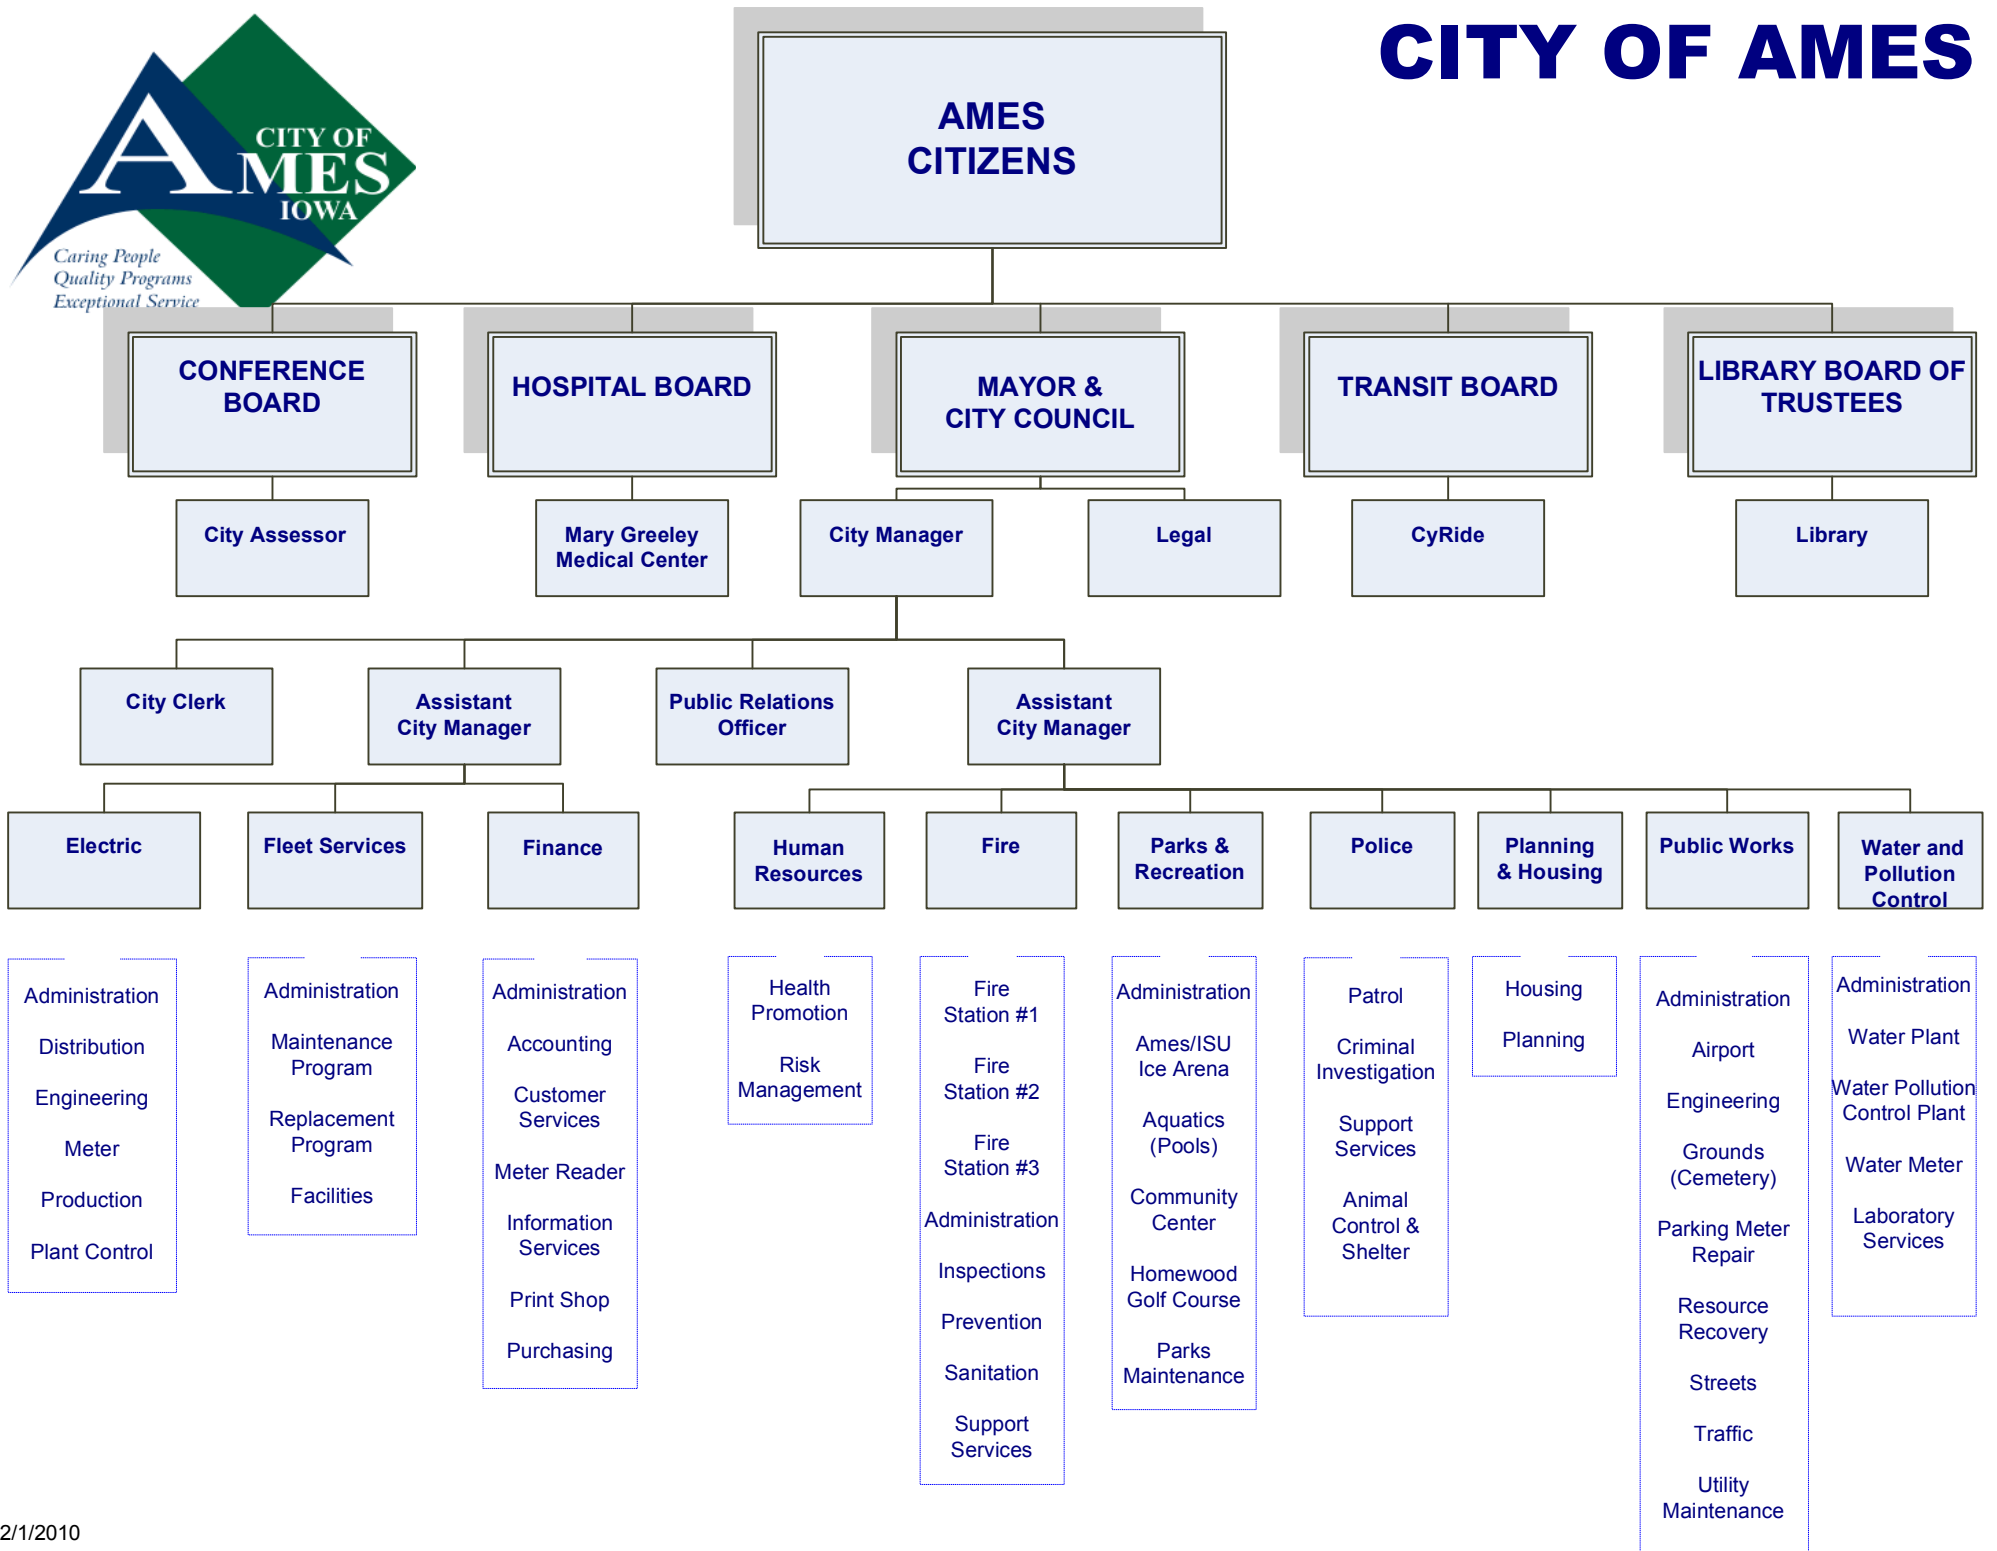 CITY OF AMES
CITY OF
AMES
IOWA
Caring People
Quality Programs
Exceptional Service
AMES
CITIZENS
CONFERENCE
BOARD
HOSPITAL BOARD
MAYOR &
CITY COUNCIL
TRANSIT BOARD
LIBRARY BOARD OF
TRUSTEES
City Assessor
Mary Greeley
Medical Center
City Manager
Legal
CyRide
Library
City Clerk
Assistant
City Manager
Public Relations
Officer
Assistant
City Manager
Electric
Fleet Services
Finance
Human
Resources
Fire
Parks &
Recreation
Police
Planning
& Housing
Public Works
Water and
Pollution
Control
Administration
Distribution
Engineering
Meter
Production
Plant Control
Administration
Maintenance
Program
Replacement
Program
Facilities
Administration
Accounting
Customer
Services
Meter Reader
Information
Services
Print Shop
Purchasing
Health
Promotion
Risk
Management
Fire
Station #1
Fire
Station #2
Fire
Station #3
Administration
Inspections
Prevention
Sanitation
Support
Services
Administration
Ames/ISU
Ice Arena
Aquatics
(Pools)
Community
Center
Homewood
Golf Course
Parks
Maintenance
Patrol
Criminal
Investigation
Support
Services
Animal
Control &
Shelter
Housing
Planning
Administration
Airport
Engineering
Grounds
(Cemetery)
Parking Meter
Repair
Resource
Recovery
Streets
Traffic
Utility
Maintenance
Administration
Water Plant
Water Pollution
Control Plant
Water Meter
Laboratory
Services
2/1/2010